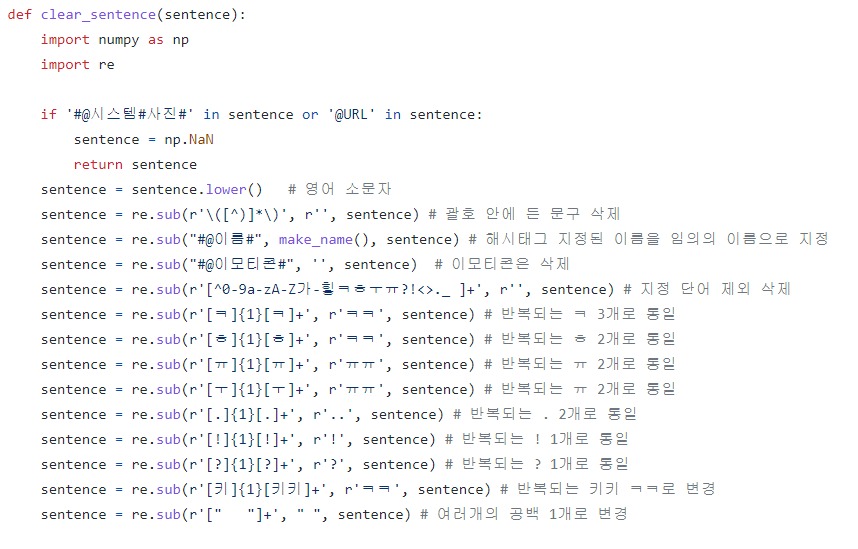 def clear_sentence(sentence):
    import numpy as np
    import re

    if '#@시스템#사진#' in sentence or '@URL' in sentence:
        sentence = np.NaN
        return sentence
    sentence = sentence.lower()   # 영어 소문자
    sentence = re.sub(r'\([^)]*\)', r'', sentence) # 괄호 안에 든 문구 삭제
    sentence = re.sub("#@이름#", make_name(), sentence) # 해시태그 지정된 이름을 임의의 이름으로 지정
    sentence = re.sub("#@이모티콘#", '', sentence)  # 이모티콘은 삭제
    sentence = re.sub(r'[^0-9a-zA-Z가-힣ㅋㅎㅜㅠ?!<>._ ]+', r'', sentence) # 지정 단어 제외 삭제
    sentence = re.sub(r'[ㅋ]{1}[ㅋ]+', r'ㅋㅋ', sentence) # 반복되는 ㅋ 3개로 통일
    sentence = re.sub(r'[ㅎ]{1}[ㅎ]+', r'ㅋㅋ', sentence) # 반복되는 ㅎ 2개로 통일
    sentence = re.sub(r'[ㅠ]{1}[ㅠ]+', r'ㅠㅠ', sentence) # 반복되는 ㅠ 2개로 통일
    sentence = re.sub(r'[ㅜ]{1}[ㅜ]+', r'ㅠㅠ', sentence) # 반복되는 ㅠ 2개로 통일
    sentence = re.sub(r'[.]{1}[.]+', r'..', sentence) # 반복되는 . 2개로 통일
    sentence = re.sub(r'[!]{1}[!]+', r'!', sentence) # 반복되는 ! 1개로 통일
    sentence = re.sub(r'[?]{1}[?]+', r'?', sentence) # 반복되는 ? 1개로 통일
    sentence = re.sub(r'[키]{1}[키키]+', r'ㅋㅋ', sentence) # 반복되는 키키 ㅋㅋ로 변경
    sentence = re.sub(r'["   "]+', " ", sentence) # 여러개의 공백 1개로 변경